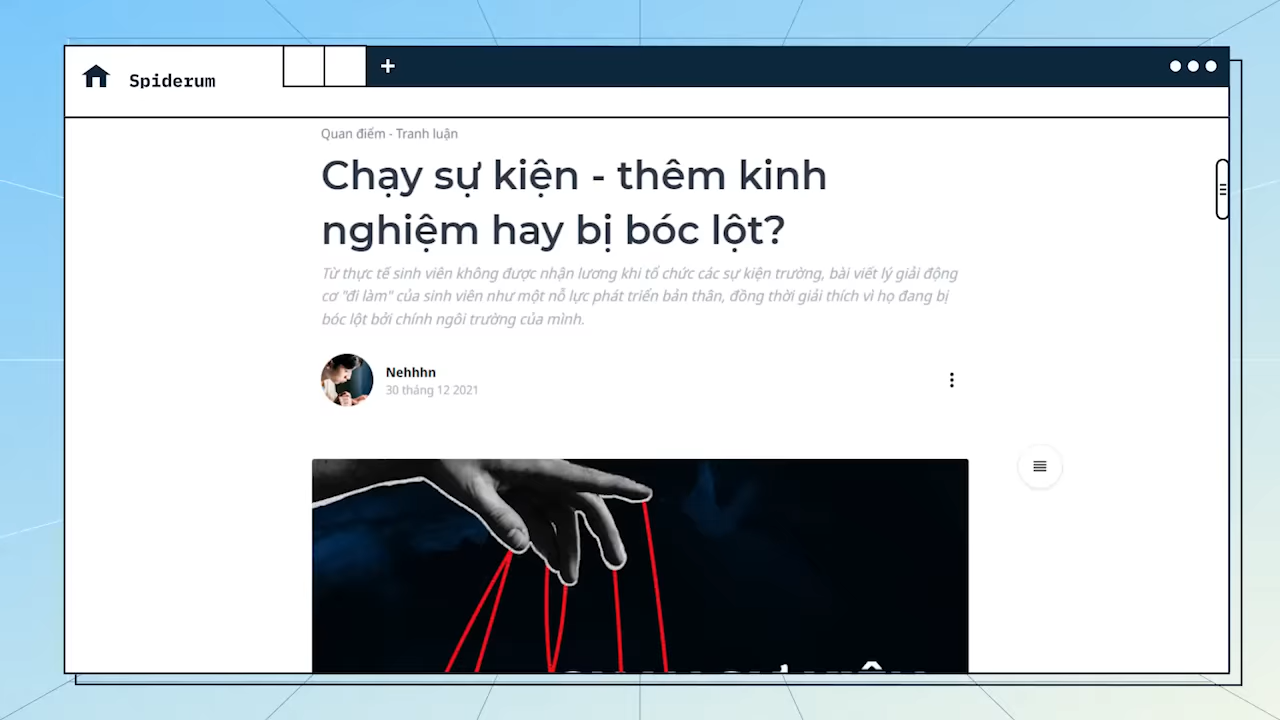 Spiderum
Quan điểm - Tranh luận
Chạy sự kiện - thêm kinh
nghiệm hay bị bóc lột?
Từ thực tế sinh viên không được nhận lương khi tổ chức các sự kiện trường, bài viết lý giải động
cơ "đi làm" của sinh viên như một nỗ lực phát triển bản thân, đồng thời giải thích vì họ đang bị
bóc lột bởi chính ngôi trường của mình.
Nehhhn
30 tháng 12 2021